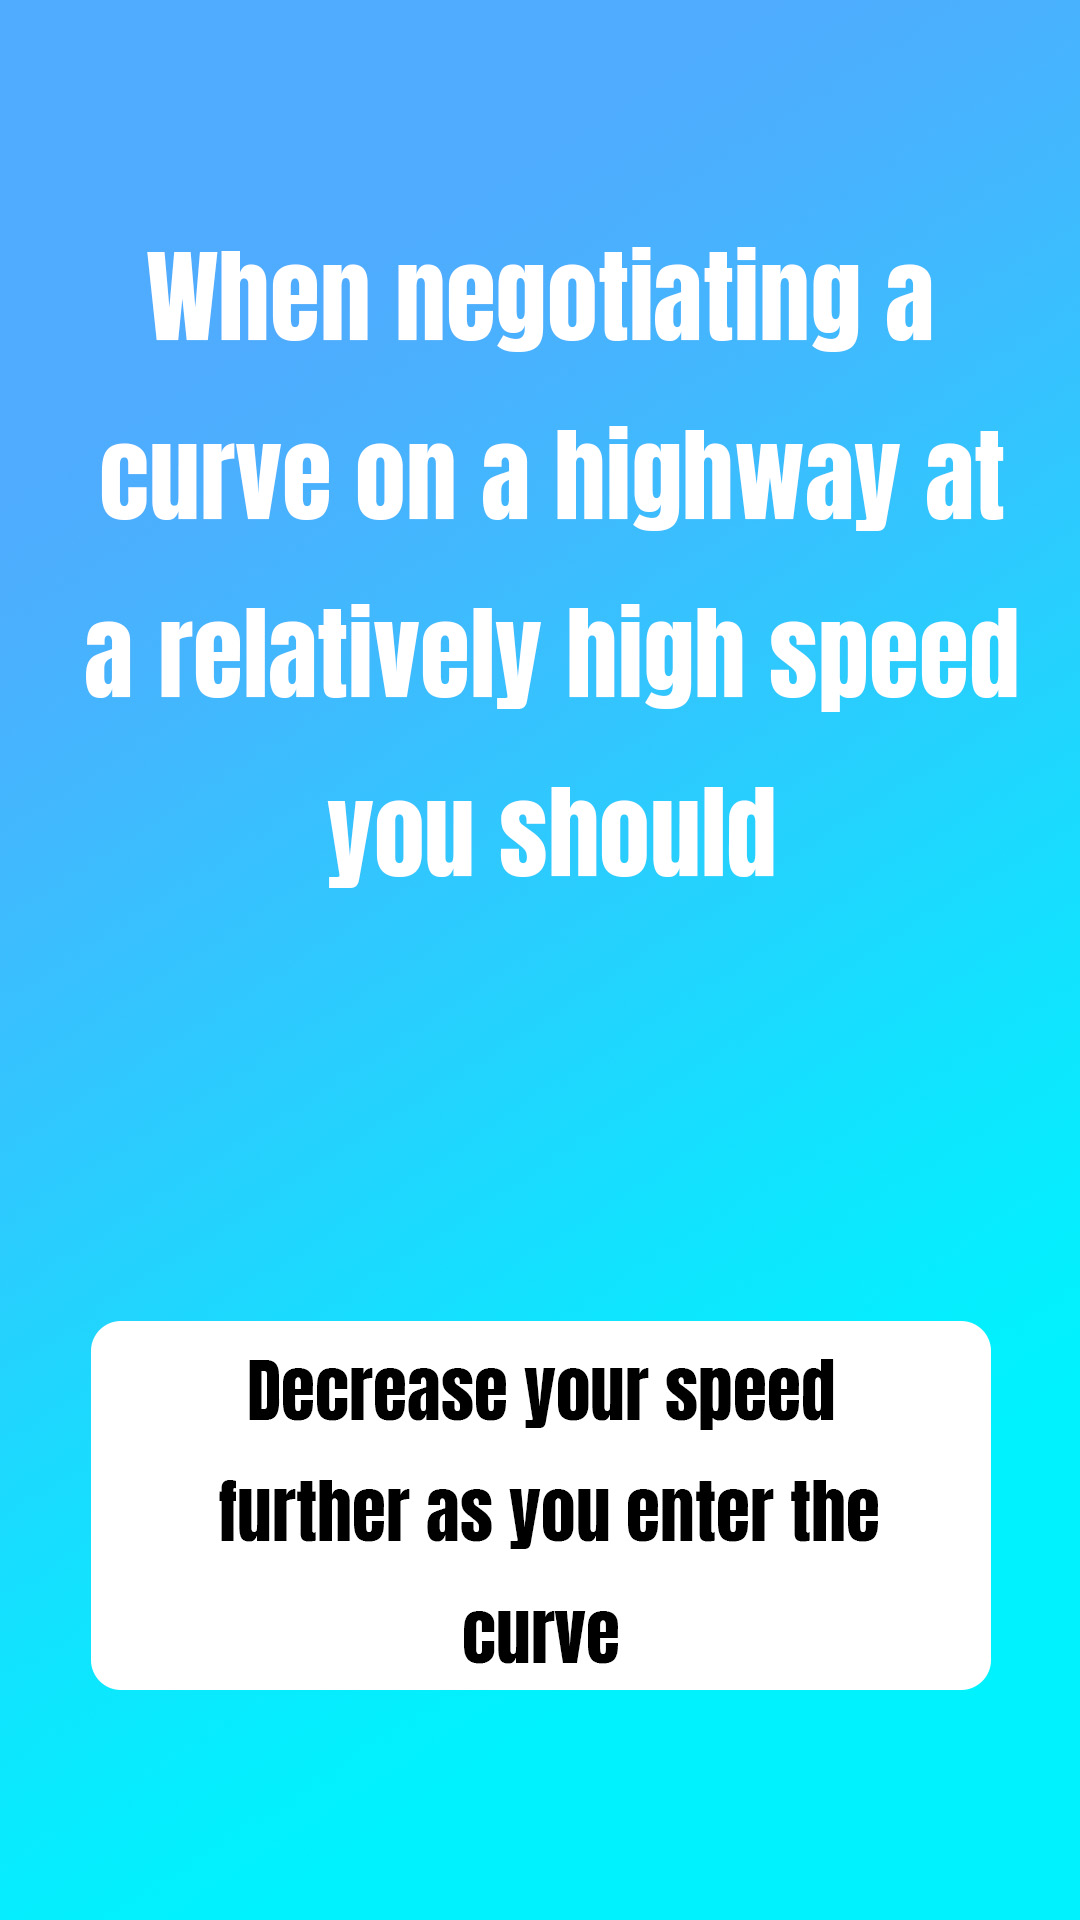 When negotiating a
curve on a highway at
a relatively high speed
you should
Decrease your speed
further as you enter the
curve